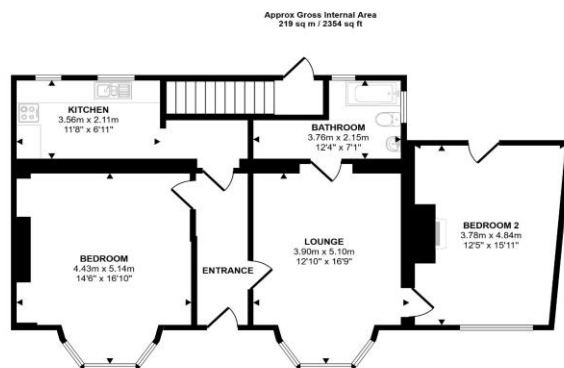 Approx Gross Internal Area
219 sq m / 2354 sq ft
KITCHEN
3.56m x 2.11m
11'8" x 6'11"
BATHROOM
3.76m x 2.15m
12'4" x 7'1"
BEDROOM
4.43m x 5.14m
14'6" x 16'10"
ENTRANCE
LOUNGE
3.90m x 5.10m
12'10" x 16'9"
BEDROOM 2
3.78m x 4.84m
12'5" x 15'11"